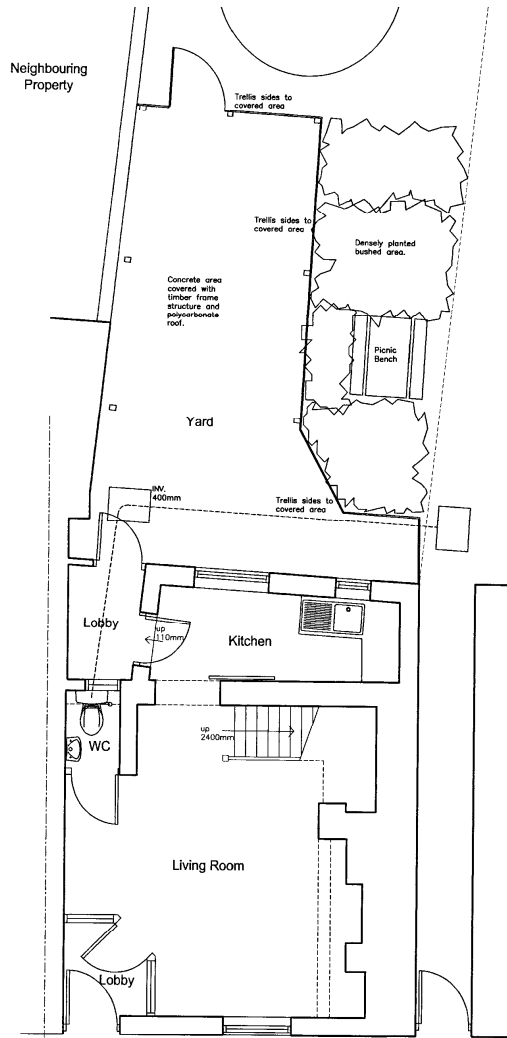 Neighbouring
Property
Trellis sides to
covered area
Trellis sides to
covered area
Densely planted
bushed area.
Concrete area
covered with
timber frame
structure and
polycarbonate
roof.
Picnic
Bench
Yard
INV.
400mm
Trellis sides to
covered area
Lobby
up
110mm
Kitchen
WC
up
2400mm
Living Room
Lobby